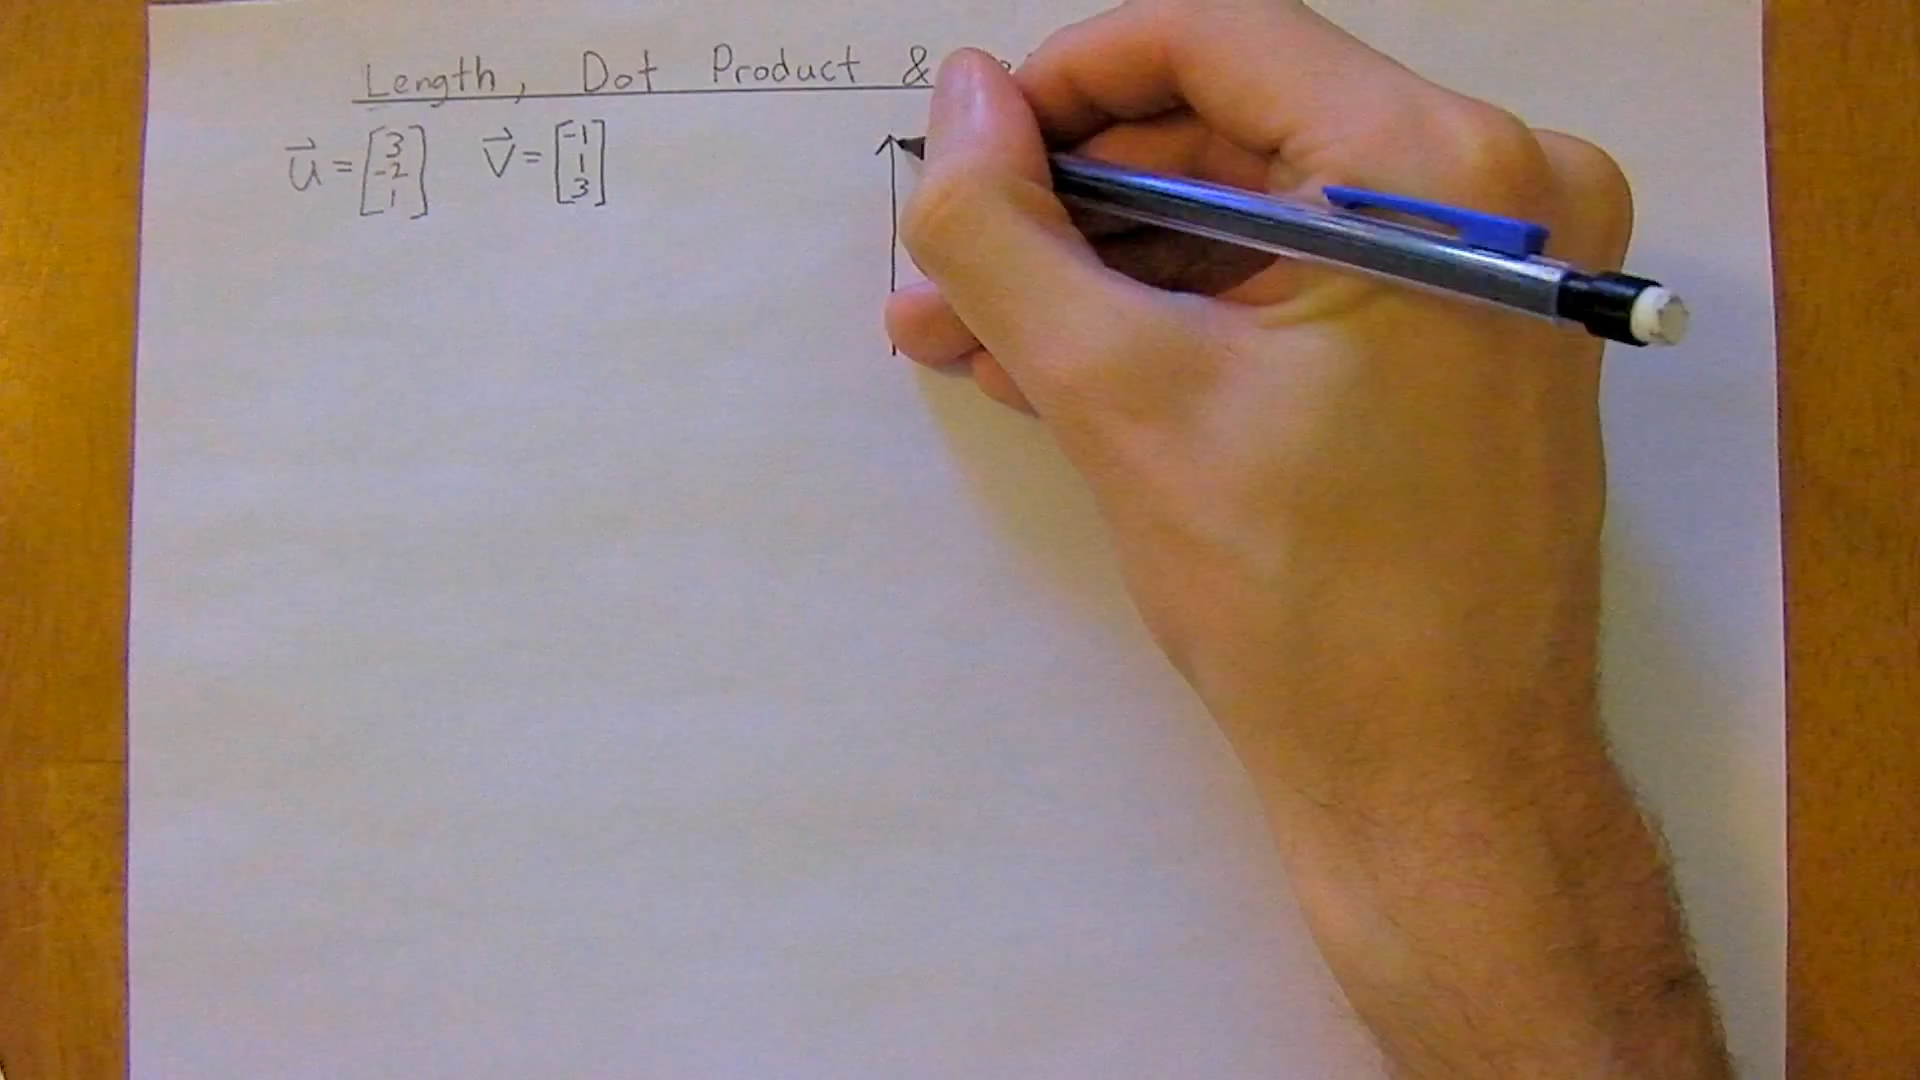 Length, Dot Product &
u⃗ = [3 -2 1] v⃗ = [-1 1 3]